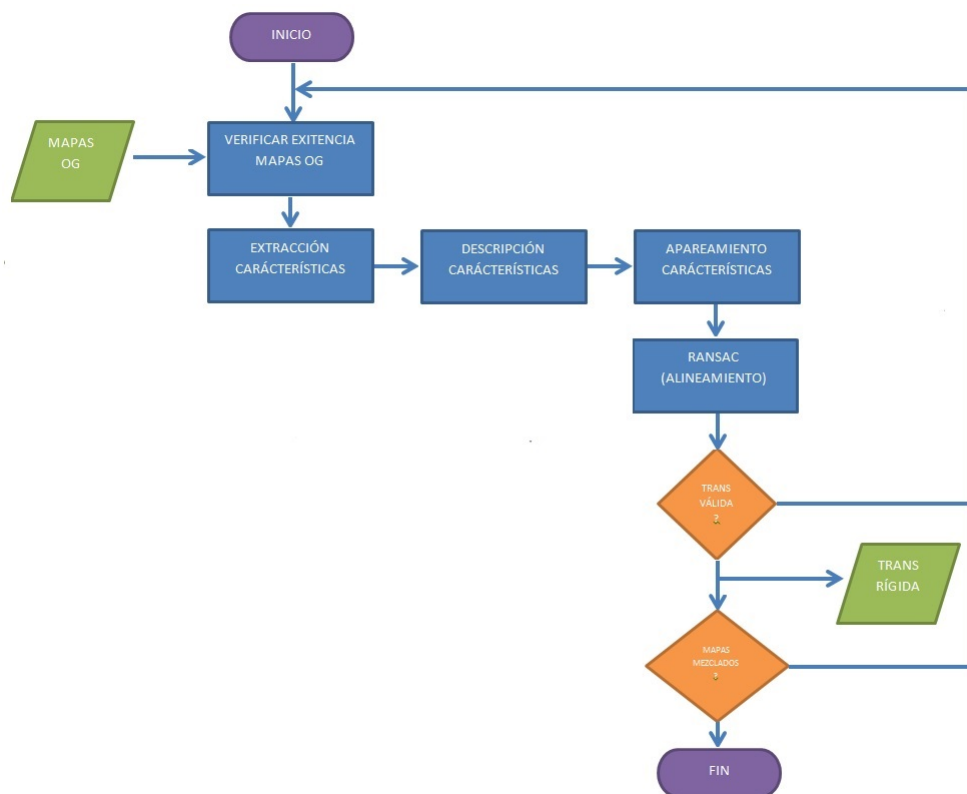 INICIO
MAPAS
OG
VERIFICAR EXITENCIA
MAPAS OG
EXTRACCIÓN
CARÁCTERÍSTICAS
DESCRIPCIÓN
CARÁCTERÍSTICAS
APAREAMIENTO
CARÁCTERÍSTICAS
RANSAC
(ALINEAMIENTO)
TRANS
VÁLIDA
?
TRANS
RÍGIDA
MAPAS
MEZCLADOS
?
FIN